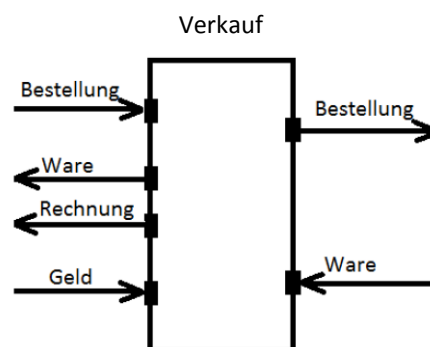 Verkauf
Bestellung
Bestellung
Ware
Rechnung
Geld
Ware